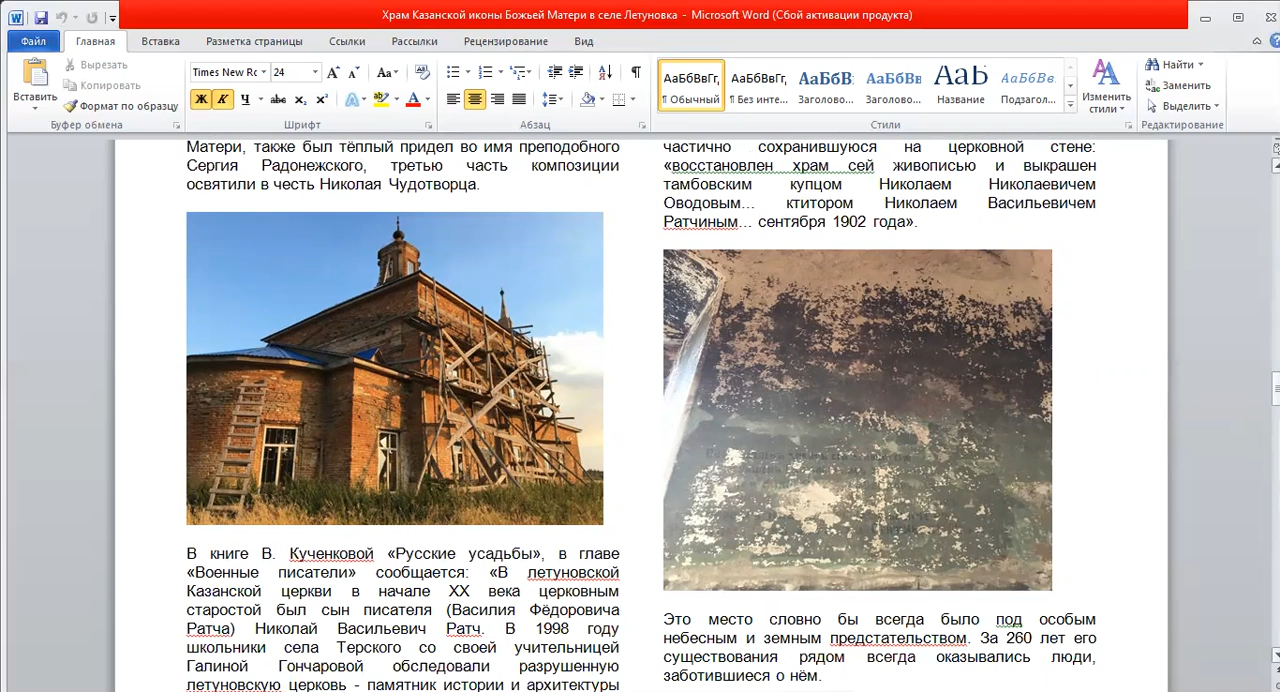 Храм Казанской иконы Божьей Матери в селе Летуновка - Microsoft Word (Сбой активации продукта)
Файл Главная Вставка Разметка страницы Ссылки Рассылки Рецензирование Вид
Вставить
Вырезать
Копировать
Формат по образцу
Буфер обмена
Times New Rc 24
Ж К Ч abc x₂ x²
Шрифт
Абзац
АаБбВвГг, АаБбВвГг, АаБбВ АаБбВв АаБ АаБбВв.
¶ Обычный ¶ Без инте... Заголово... Заголово... Название Подзагол...
Стили
Изменить стили
Найти
Заменить
Выделить
Редактирование
Матери, также был тёплый придел во имя преподобного
Сергия Радонежского, третью часть композиции
освятили в честь Николая Чудотворца.
В книге В. Кученковой «Русские усадьбы», в главе
«Военные писатели» сообщается: «В летуновской
Казанской церкви в начале XX века церковным
старостой был сын писателя (Василия Фёдоровича
Ратча) Николай Васильевич Ратч. В 1998 году
школьники села Терского со своей учительницей
Галиной Гончаровой обследовали разрушенную
летуновскую церковь - памятник истории и архитектуры
частично сохранившуюся на церковной стене:
«восстановлен храм сей живописью и выкрашен
тамбовским купцом Николаем Николаевичем
Оводовым... ктитором Николаем Васильевичем
Ратчиным... сентября 1902 года».
Это место словно бы всегда было под особым
небесным и земным предстательством. За 260 лет его
существования рядом всегда оказывались люди,
заботившиеся о нём.